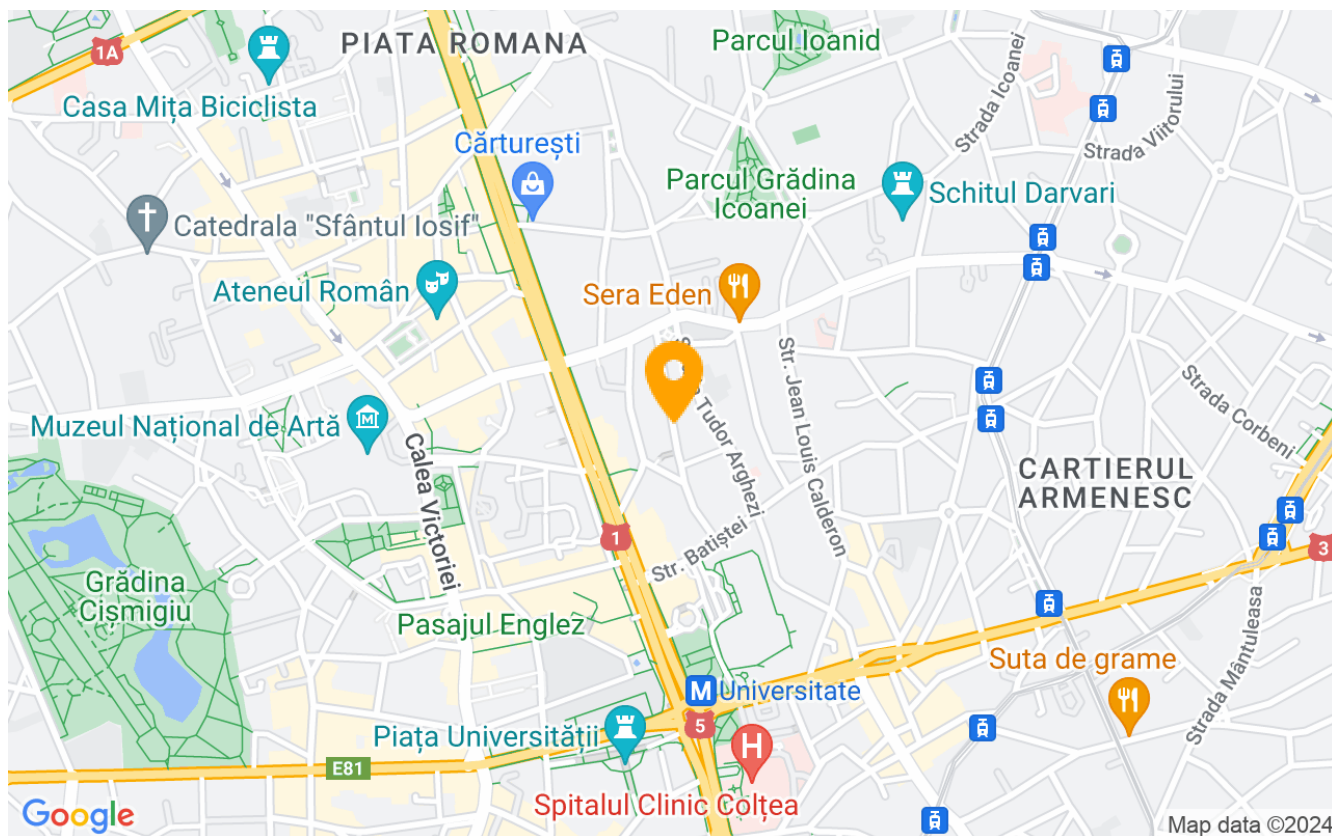 1A
PIATA ROMANA
Parcul Ioanid
Strada Icoanei
Casa Mița Biciclista
Cărturești
Strada Viitorului
Parcul Grădina
Icoanei
Schitul Darvari
Catedrala "Sfântul Iosif"
Ateneul Român
Sera Eden
Tudor Arghezi
Str. Jean Louis Calderon
Strada Corbeni
Muzeul Național de Artă
Calea Victoriei
CARTIERUL
ARMENESC
1
3
Str. Batiștei
Grădina
Cișmigiu
Pasajul Englez
Strada Mântuleasa
Suta de grame
M Universitate
5
Piața Universității
H
E81
Spitalul Clinic Colțea
Google
Map data ©2024